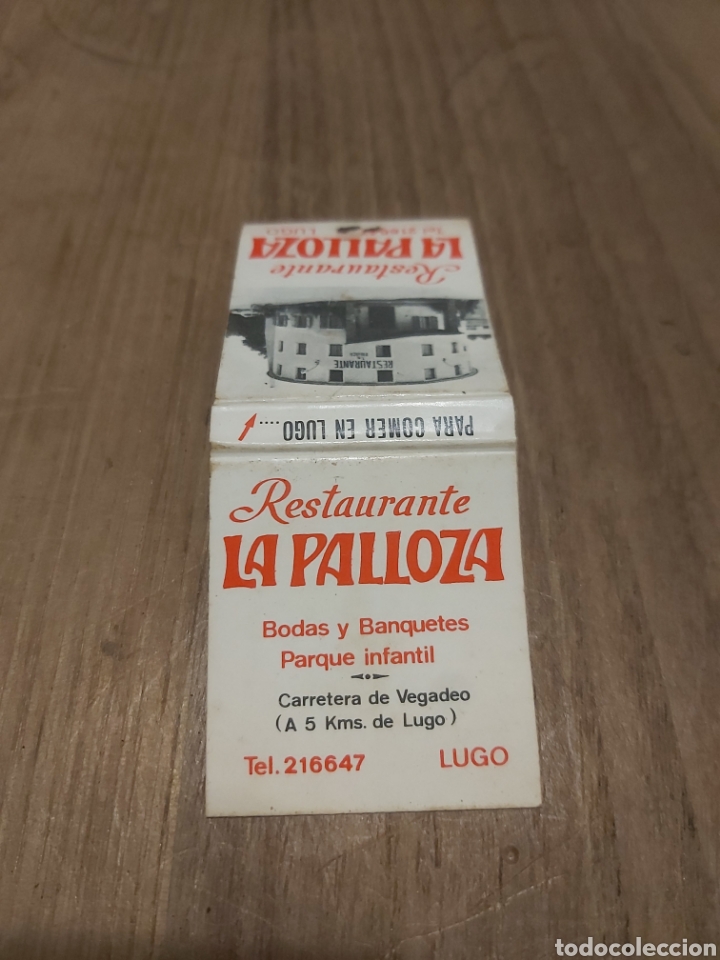 Restaurante
LA PALLOZA
Bodas y Banquetes
Parque infantil
Carretera de Vegadeo
(A 5 Kms. de Lugo)
Tel. 216647 LUGO
PARA COMER EN LUGO ....
RESTAURANTE
Restaurante
LA PALLOZA
LUGO
todocoleccion